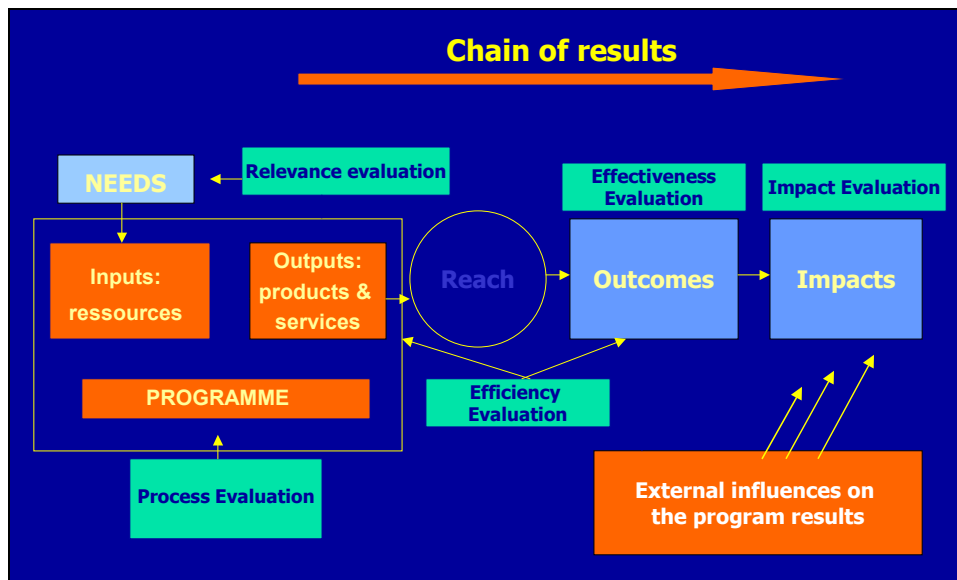 Chain of results
NEEDS
Relevance evaluation
Effectiveness
Evaluation
Impact Evaluation
Inputs:
ressources
Outputs:
products &
services
Reach
Outcomes
Impacts
PROGRAMME
Efficiency
Evaluation
Process Evaluation
External influences on
the program results